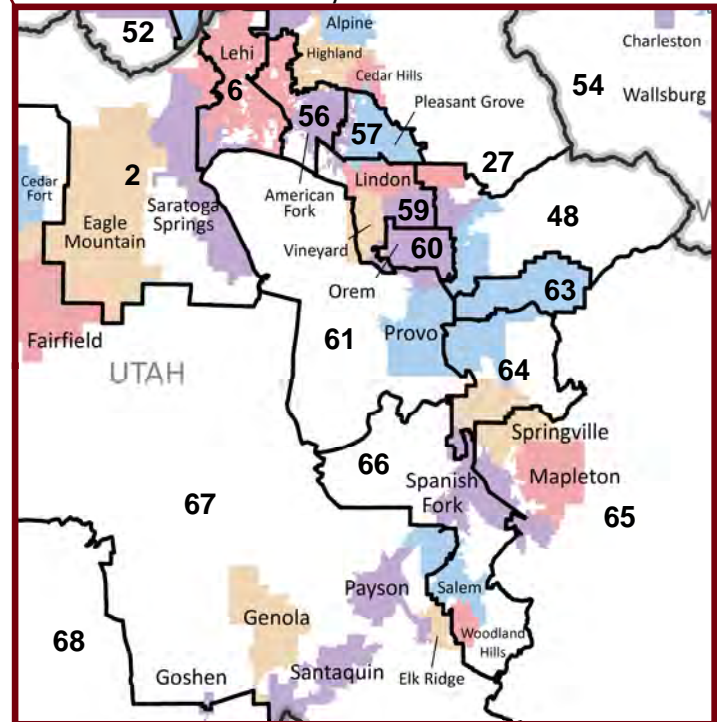 52
Alpine
Lehi
Highland
Charleston
Cedar Hills
6
54
Wallsburg
56
57
Pleasant Grove
27
Cedar
Fort
2
American
Fork
Lindon
Eagle
Mountain
Saratoga
Springs
59
48
Vineyard
60
Orem
63
Fairfield
61
Provo
64
UTAH
Springville
66
Spanish
Fork
Mapleton
67
65
Payson
Salem
Genola
68
Woodland
Hills
Goshen
Santaquin
Elk Ridge